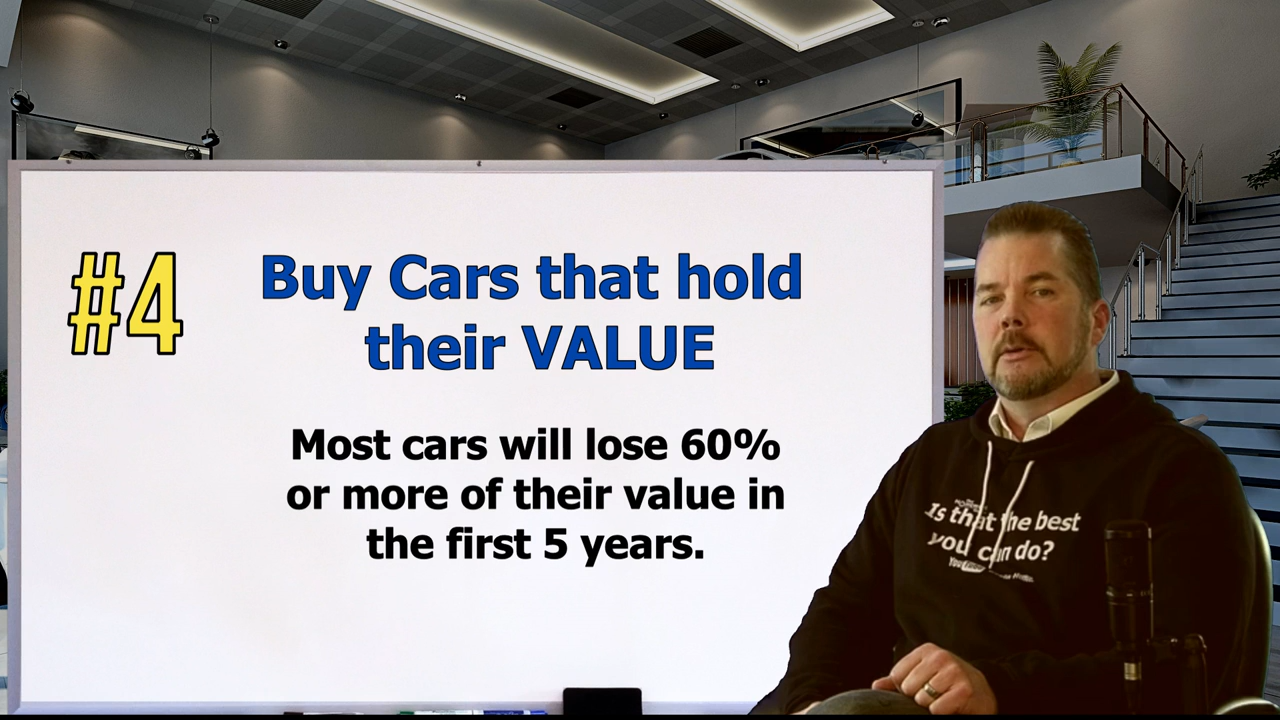 #4
Buy Cars that hold
their VALUE
Most cars will lose 60%
or more of their value in
the first 5 years.
Is that the best
you can do?